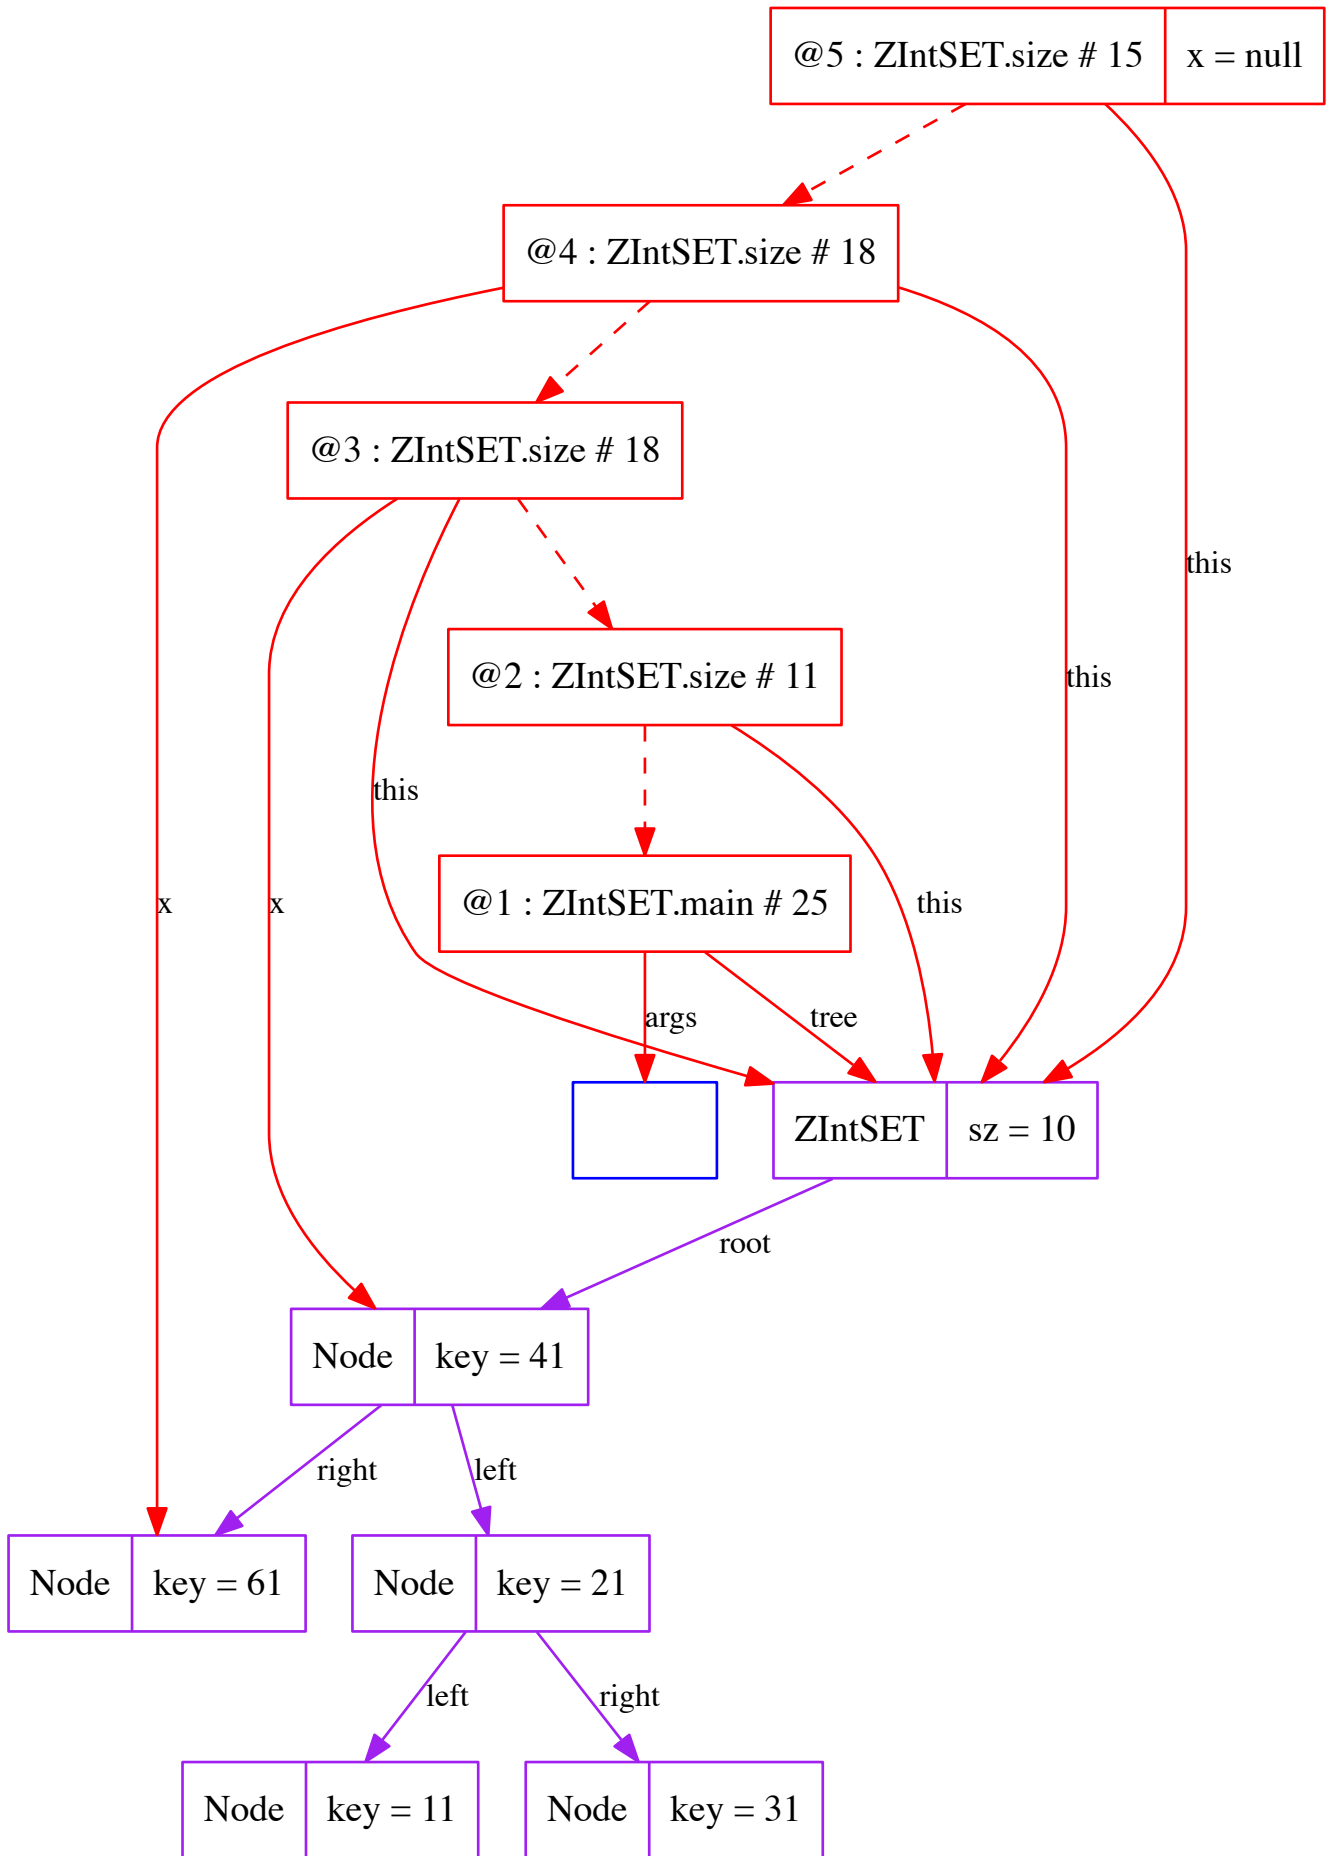 @5 : ZIntSET.size # 15 x = null
@4 : ZIntSET.size # 18
@3 : ZIntSET.size # 18
this
@2 : ZIntSET.size # 11
this
this
x
x
@1 : ZIntSET.main # 25
this
args
tree
ZIntSET sz = 10
root
Node key = 41
right
left
Node key = 61
Node key = 21
left
right
Node key = 11
Node key = 31